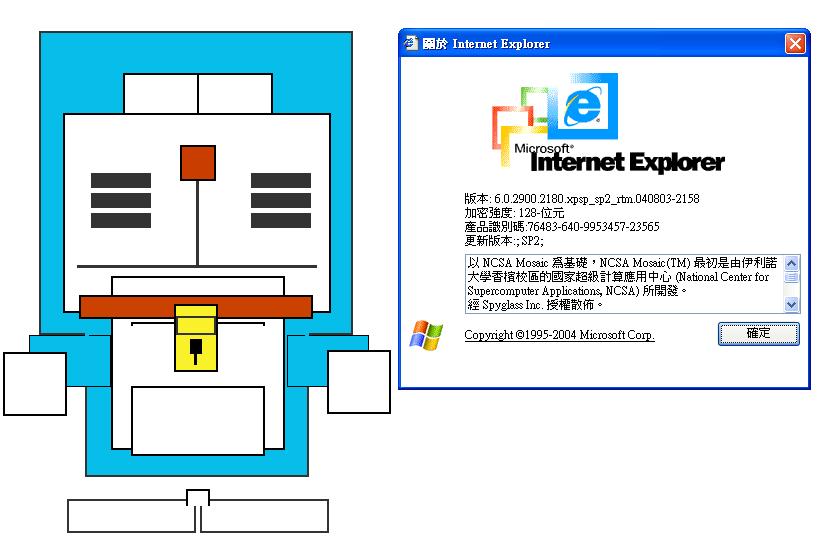 關於 Internet Explorer
Microsoft®
Internet Explorer
版本: 6.0.2900.2180.xpsp_sp2_rtm.040803-2158
加密強度: 128-位元
產品識別碼:76483-640-9953457-23565
更新版本:; SP2;
以 NCSA Mosaic 為基礎，NCSA Mosaic(TM) 最初是由伊利諾
大學香檳校區的國家超級計算應用中心 (National Center for
Supercomputer Applications, NCSA) 所開發。
經 Spyglass Inc. 授權散佈。
Copyright ©1995-2004 Microsoft Corp.
確定